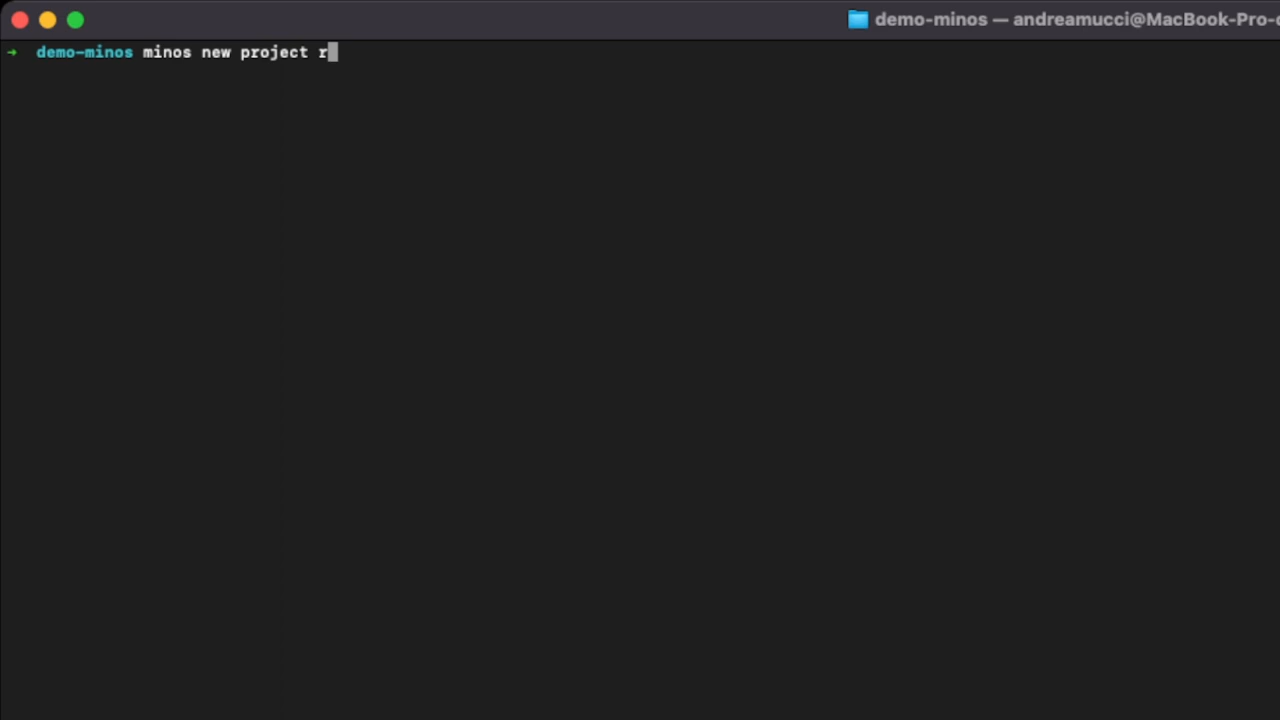 demo-minos — andreamucci@MacBook-Pro-d
➜ demo-minos minos new project r